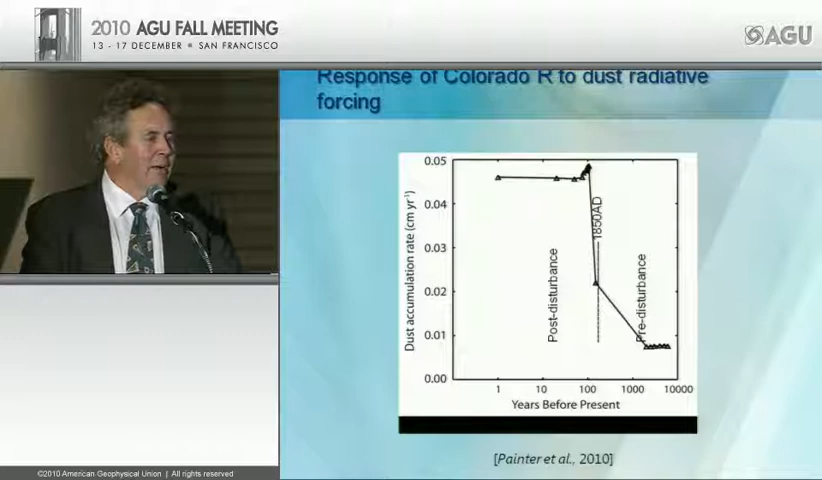 2010 AGU FALL MEETING
13 - 17 DECEMBER • SAN FRANCISCO
AGU
Response of Colorado R to dust radiative
forcing
0.05
0.04
0.03
0.02
0.01
0.00
Dust accumulation rate (cm yr⁻¹)
Post-disturbance
1850AD
Pre-disturbance
1 10 100 1000 10000
Years Before Present
[Painter et al., 2010]
©2010 American Geophysical Union | All rights reserved